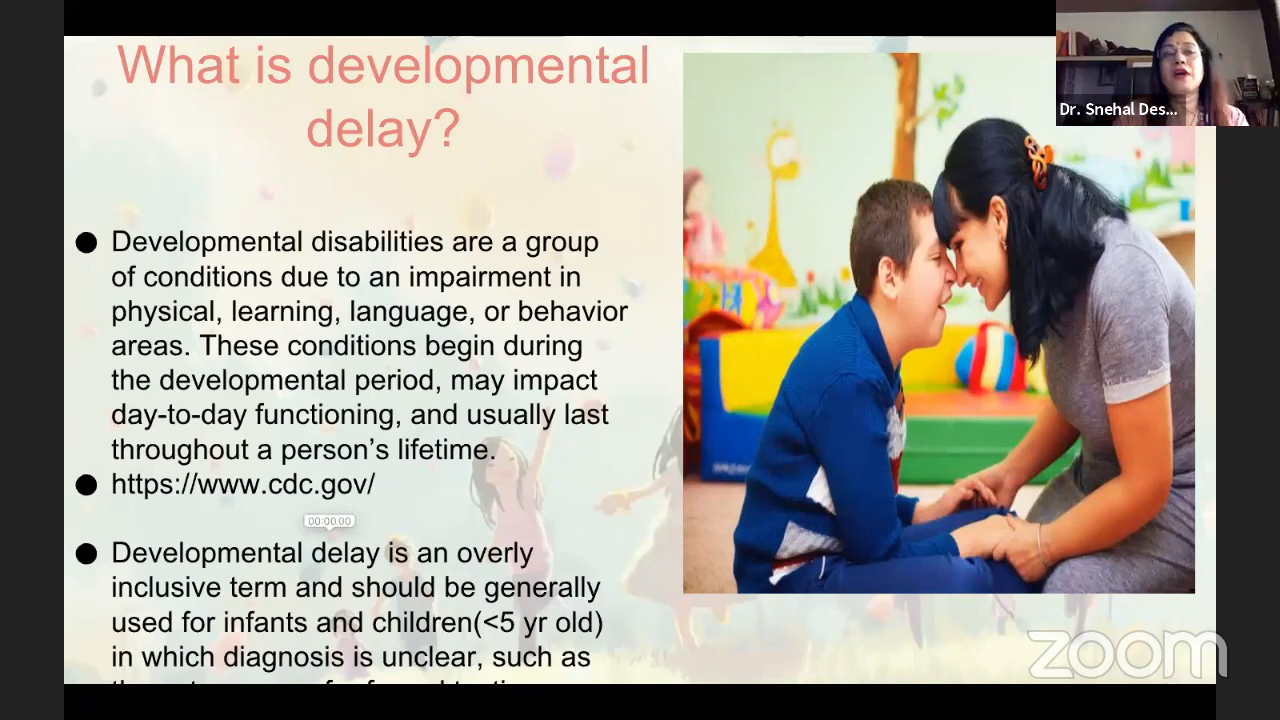 What is developmental
delay?
Dr. Snehal Des...
● Developmental disabilities are a group
of conditions due to an impairment in
physical, learning, language, or behavior
areas. These conditions begin during
the developmental period, may impact
day-to-day functioning, and usually last
throughout a person’s lifetime.
● https://www.cdc.gov/
00:00.00
● Developmental delay is an overly
inclusive term and should be generally
used for infants and children(<5 yr old)
in which diagnosis is unclear, such as
zoom